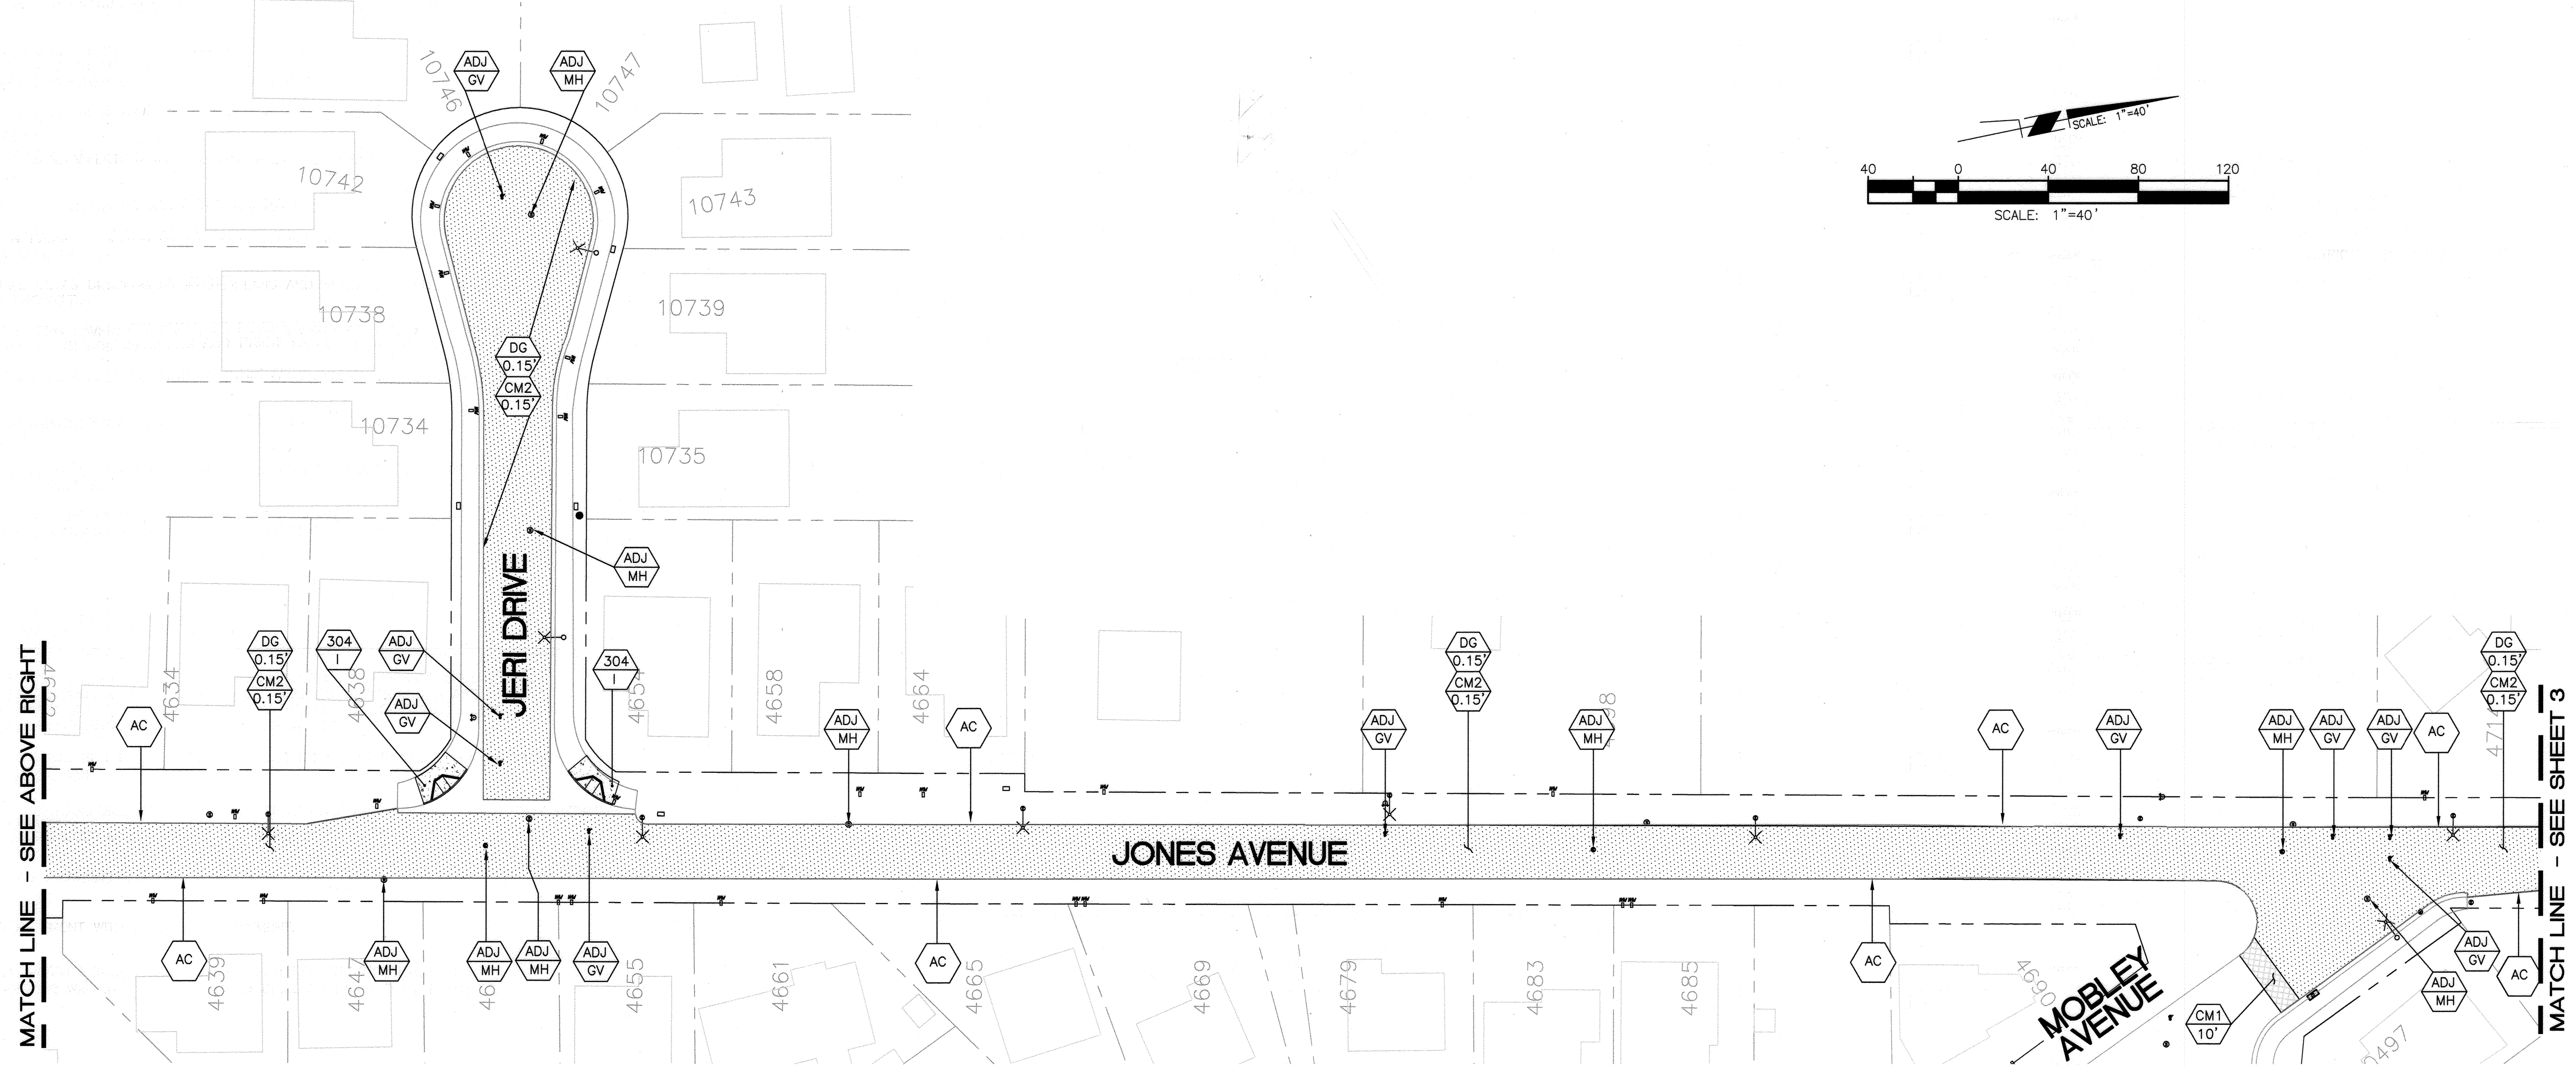 ADJ
GV
ADJ
MH
10746
10747
SCALE: 1"=40'
40 0 40 80 120
SCALE: 1"=40'
10742
10743
10738
10739
DG
0.15'
CM2
0.15'
10734
10735
ADJ
MH
JERI DRIVE
MATCH LINE - SEE ABOVE RIGHT
4634
DG
0.15'
CM2
0.15'
304
I
4638
ADJ
GV
ADJ
GV
304
I
4658
4664
AC
ADJ
MH
AC
ADJ
GV
DG
0.15'
CM2
0.15'
ADJ
MH
AC
ADJ
GV
ADJ
MH
ADJ
GV
ADJ
GV
AC
DG
0.15'
CM2
0.15'
MATCH LINE - SEE SHEET 3
JONES AVENUE
AC
4639
4647
ADJ
MH
ADJ
MH
ADJ
MH
ADJ
GV
4655
4661
AC
4665
4669
4679
4683
4685
AC
4690
MOBLEY
AVENUE
CM1
10'
ADJ
MH
ADJ
GV
AC